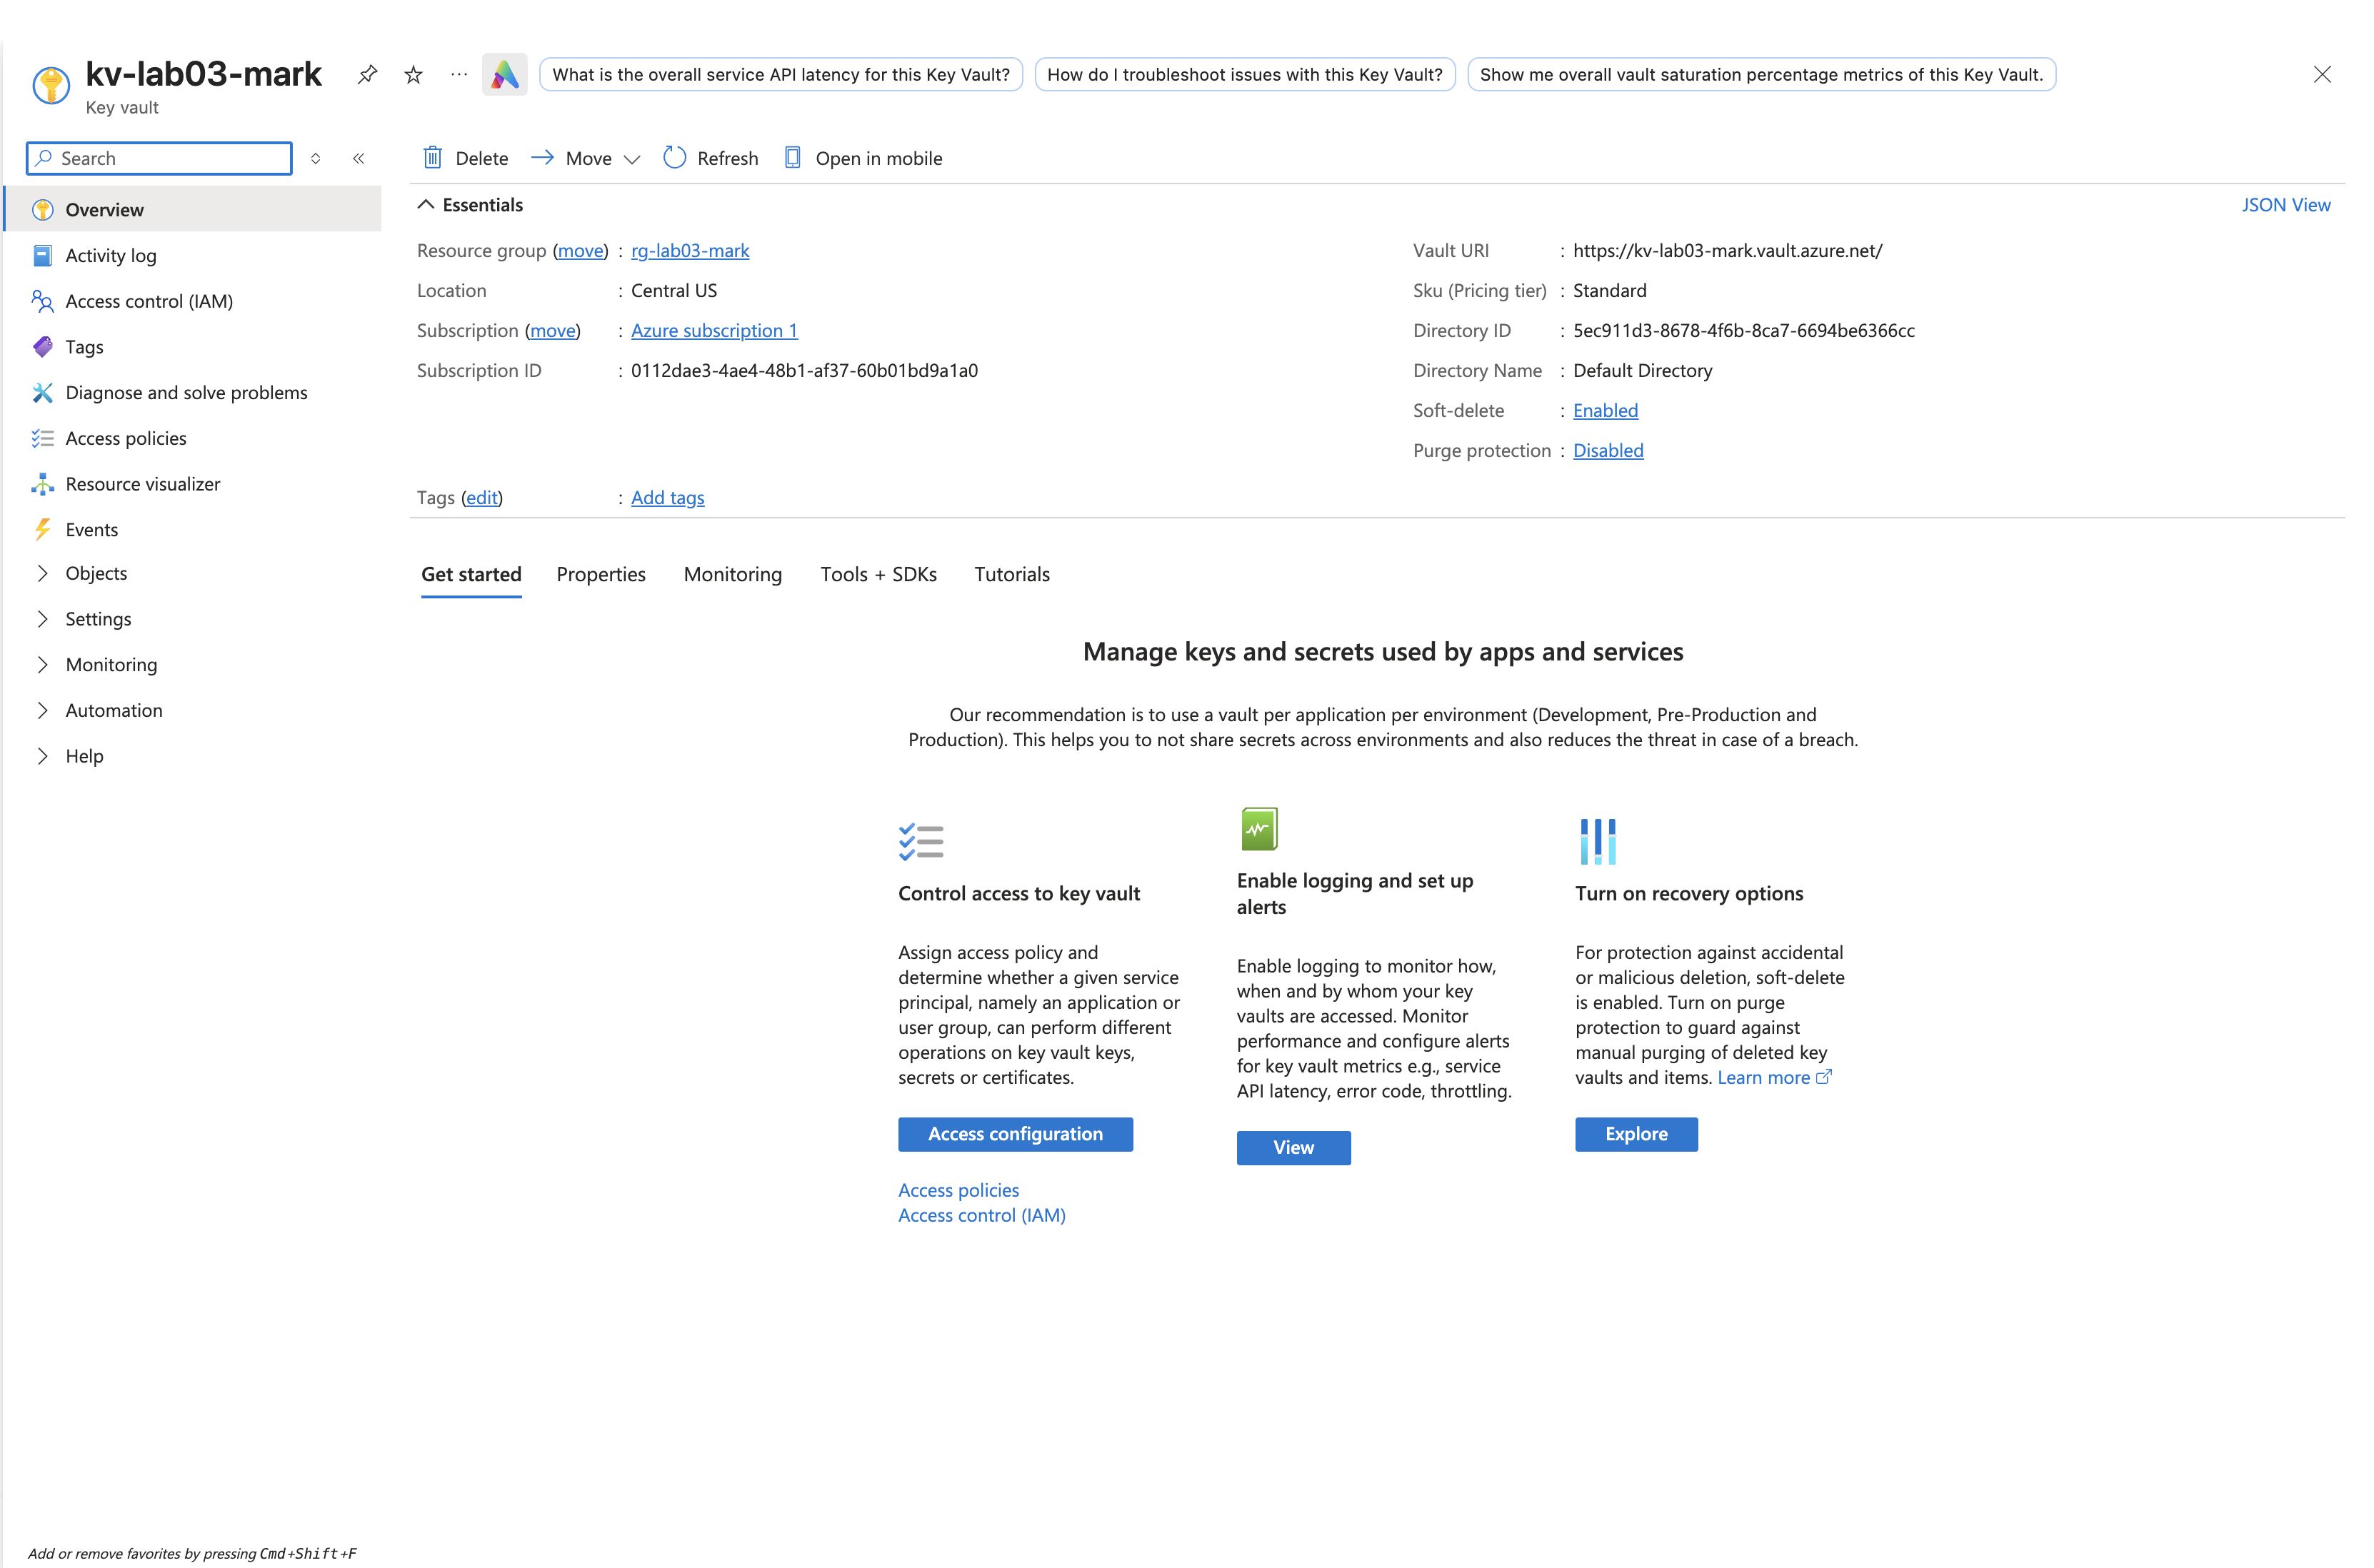 kv-lab03-mark
Key vault
What is the overall service API latency for this Key Vault?
How do I troubleshoot issues with this Key Vault?
Show me overall vault saturation percentage metrics of this Key Vault.
Search
Delete
Move
Refresh
Open in mobile
Overview
Activity log
Access control (IAM)
Tags
Diagnose and solve problems
Access policies
Resource visualizer
Events
Objects
Settings
Monitoring
Automation
Help
Essentials
JSON View
Resource group (move) : rg-lab03-mark
Location : Central US
Subscription (move) : Azure subscription 1
Subscription ID : 0112dae3-4ae4-48b1-af37-60b01bd9a1a0
Vault URI : https://kv-lab03-mark.vault.azure.net/
Sku (Pricing tier) : Standard
Directory ID : 5ec911d3-8678-4f6b-8ca7-6694be6366cc
Directory Name : Default Directory
Soft-delete : Enabled
Purge protection : Disabled
Tags (edit) : Add tags
Get started
Properties
Monitoring
Tools + SDKs
Tutorials
Manage keys and secrets used by apps and services
Our recommendation is to use a vault per application per environment (Development, Pre-Production and
Production). This helps you to not share secrets across environments and also reduces the threat in case of a breach.
Control access to key vault
Assign access policy and
determine whether a given service
principal, namely an application or
user group, can perform different
operations on key vault keys,
secrets or certificates.
Access configuration
Access policies
Access control (IAM)
Enable logging and set up
alerts
Enable logging to monitor how,
when and by whom your key
vaults are accessed. Monitor
performance and configure alerts
for key vault metrics e.g., service
API latency, error code, throttling.
View
Turn on recovery options
For protection against accidental
or malicious deletion, soft-delete
is enabled. Turn on purge
protection to guard against
manual purging of deleted key
vaults and items. Learn more
Explore
Add or remove favorites by pressing Cmd+Shift+F